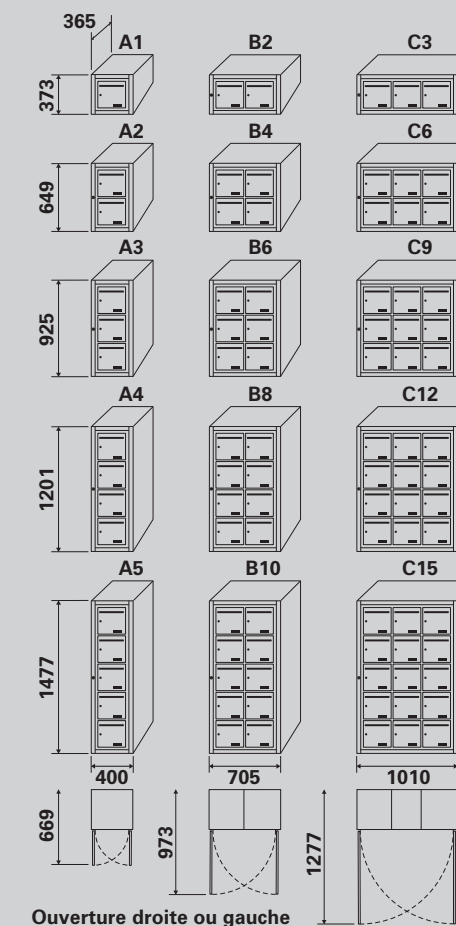 365
A1 B2 C3
373
A2 B4 C6
649
A3 B6 C9
925
A4 B8 C12
1201
A5 B10 C15
1477
400 705 1010
669 973 1277
Ouverture droite ou gauche